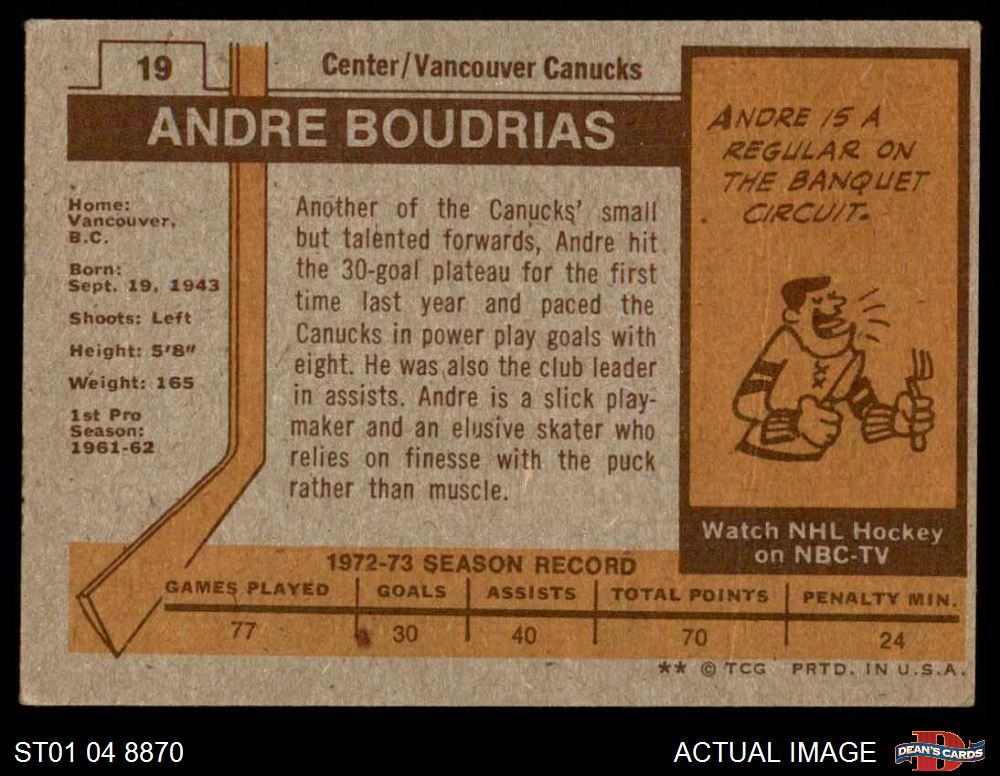 19
Center/Vancouver Canucks
ANDRE BOUDRIAS
Home:
Vancouver,
B.C.
Born:
Sept. 19, 1943
Shoots: Left
Height: 5'8"
Weight: 165
1st Pro
Season:
1961-62
Another of the Canucks' small
but talented forwards, Andre hit
the 30-goal plateau for the first
time last year and paced the
Canucks in power play goals with
eight. He was also the club leader
in assists. Andre is a slick play-
maker and an elusive skater who
relies on finesse with the puck
rather than muscle.
ANDRE IS A
REGULAR ON
THE BANQUET
CIRCUIT.
Watch NHL Hockey
on NBC-TV
1972-73 SEASON RECORD
GAMES PLAYED GOALS ASSISTS TOTAL POINTS PENALTY MIN.
77 30 40 70 24
** © TCG PRTD. IN U.S.A.
ST01 04 8870
ACTUAL IMAGE
DEAN'S CARDS